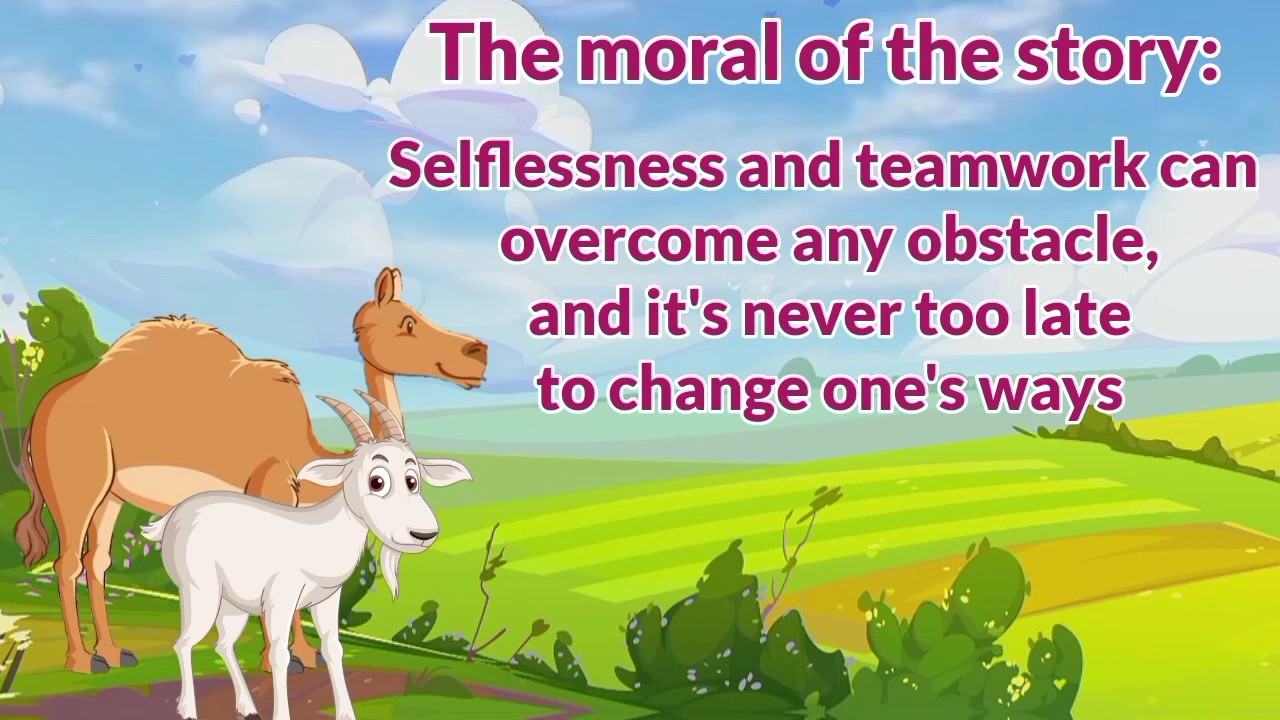 The moral of the story:
Selflessness and teamwork can
overcome any obstacle,
and it's never too late
to change one's ways